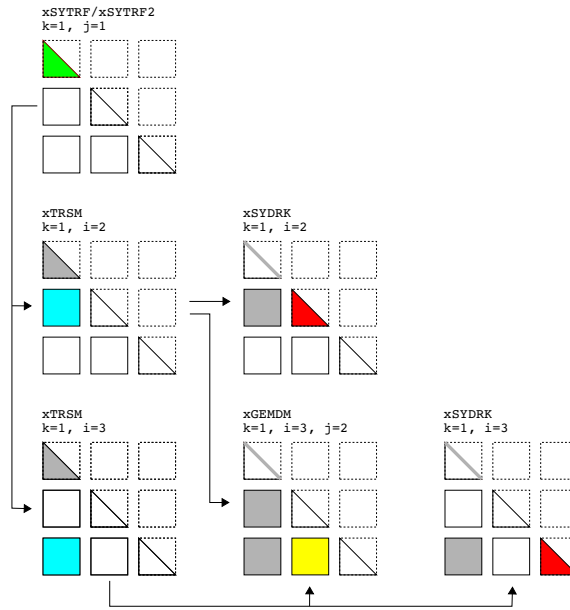 xSYTRF/xSYTRF2
k=1, j=1
xTRSM
k=1, i=2
xSYDRK
k=1, i=2
xTRSM
k=1, i=3
xGEMDM
k=1, i=3, j=2
xSYDRK
k=1, i=3